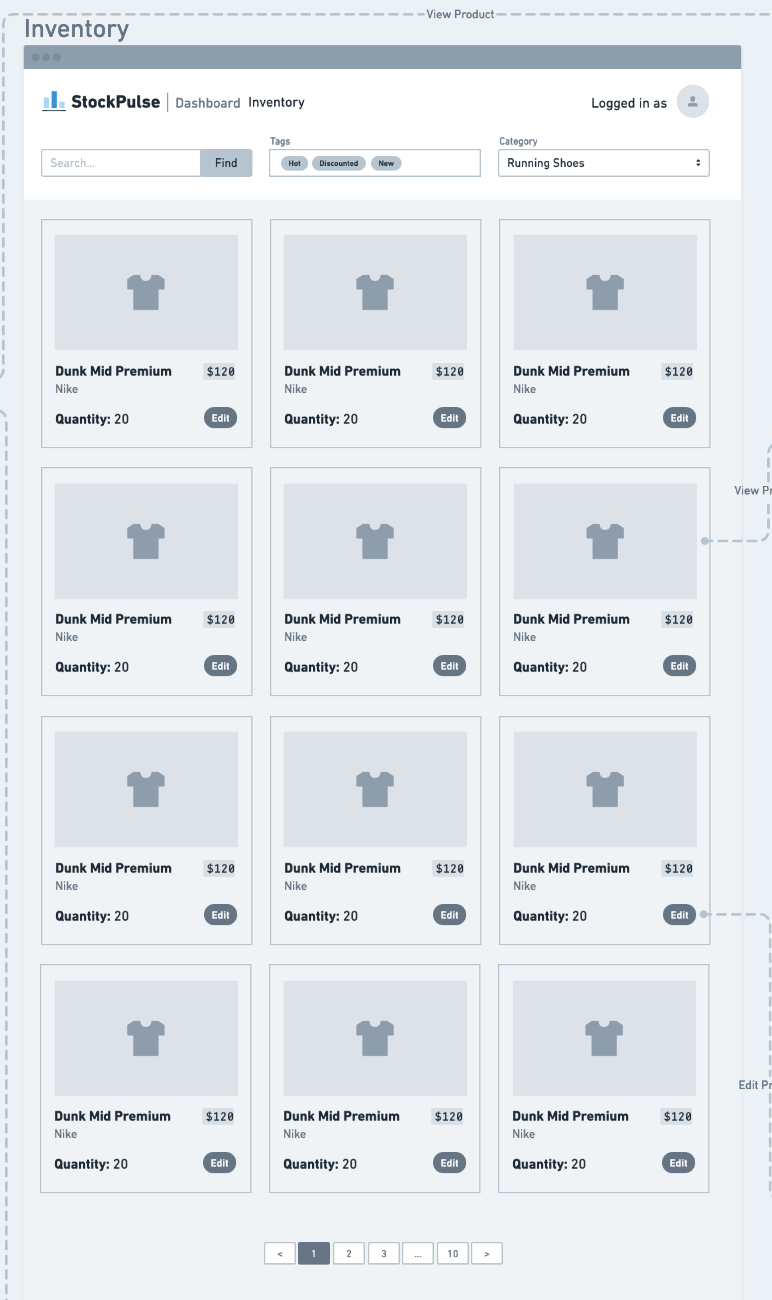 View Product
Inventory
StockPulse Dashboard Inventory Logged in as
Tags Category
Search... Find Hot Discounted New Running Shoes
Dunk Mid Premium $120 Dunk Mid Premium $120 Dunk Mid Premium $120
Nike Nike Nike
Quantity: 20 Edit Quantity: 20 Edit Quantity: 20 Edit
View Pr
Dunk Mid Premium $120 Dunk Mid Premium $120 Dunk Mid Premium $120
Nike Nike Nike
Quantity: 20 Edit Quantity: 20 Edit Quantity: 20 Edit
Dunk Mid Premium $120 Dunk Mid Premium $120 Dunk Mid Premium $120
Nike Nike Nike
Quantity: 20 Edit Quantity: 20 Edit Quantity: 20 Edit
Edit Pr
Dunk Mid Premium $120 Dunk Mid Premium $120 Dunk Mid Premium $120
Nike Nike Nike
Quantity: 20 Edit Quantity: 20 Edit Quantity: 20 Edit
< 1 2 3 ... 10 >